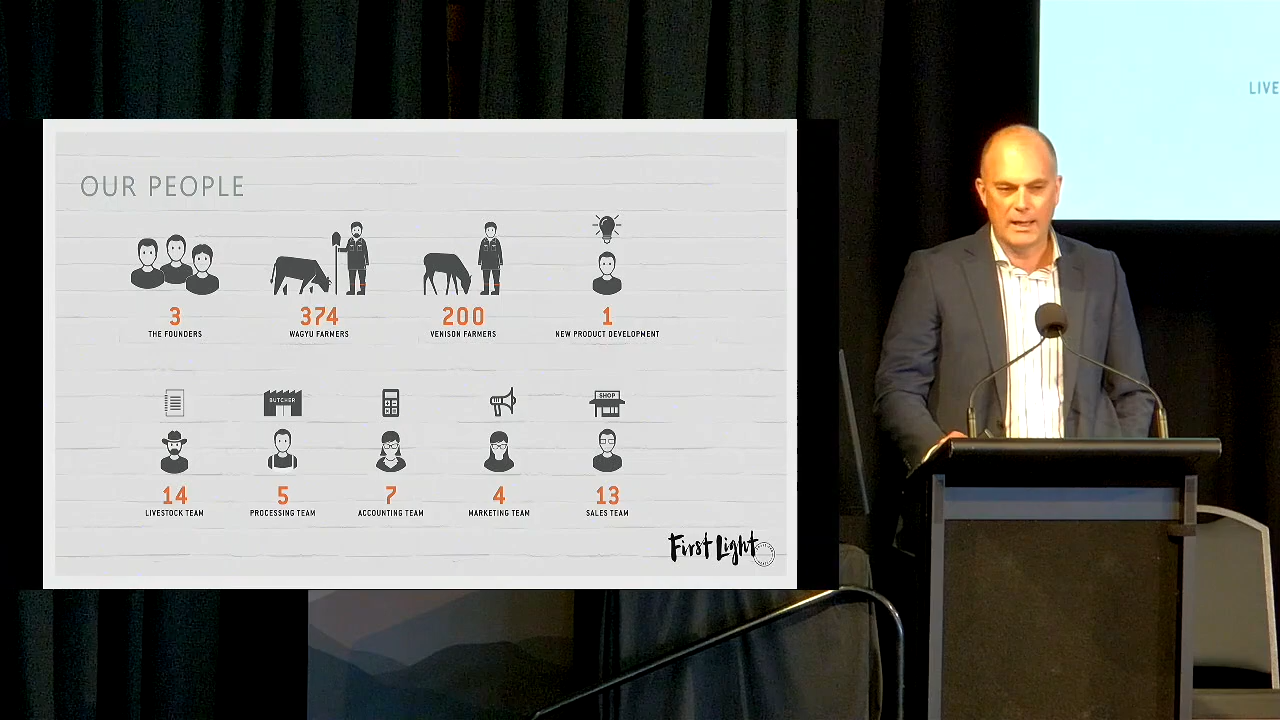 LIVE
OUR PEOPLE
3
THE FOUNDERS
374
WAGYU FARMERS
200
VENISON FARMERS
1
NEW PRODUCT DEVELOPMENT
BUTCHER
SHOP
14
LIVESTOCK TEAM
5
PROCESSING TEAM
7
ACCOUNTING TEAM
4
MARKETING TEAM
13
SALES TEAM
First Light